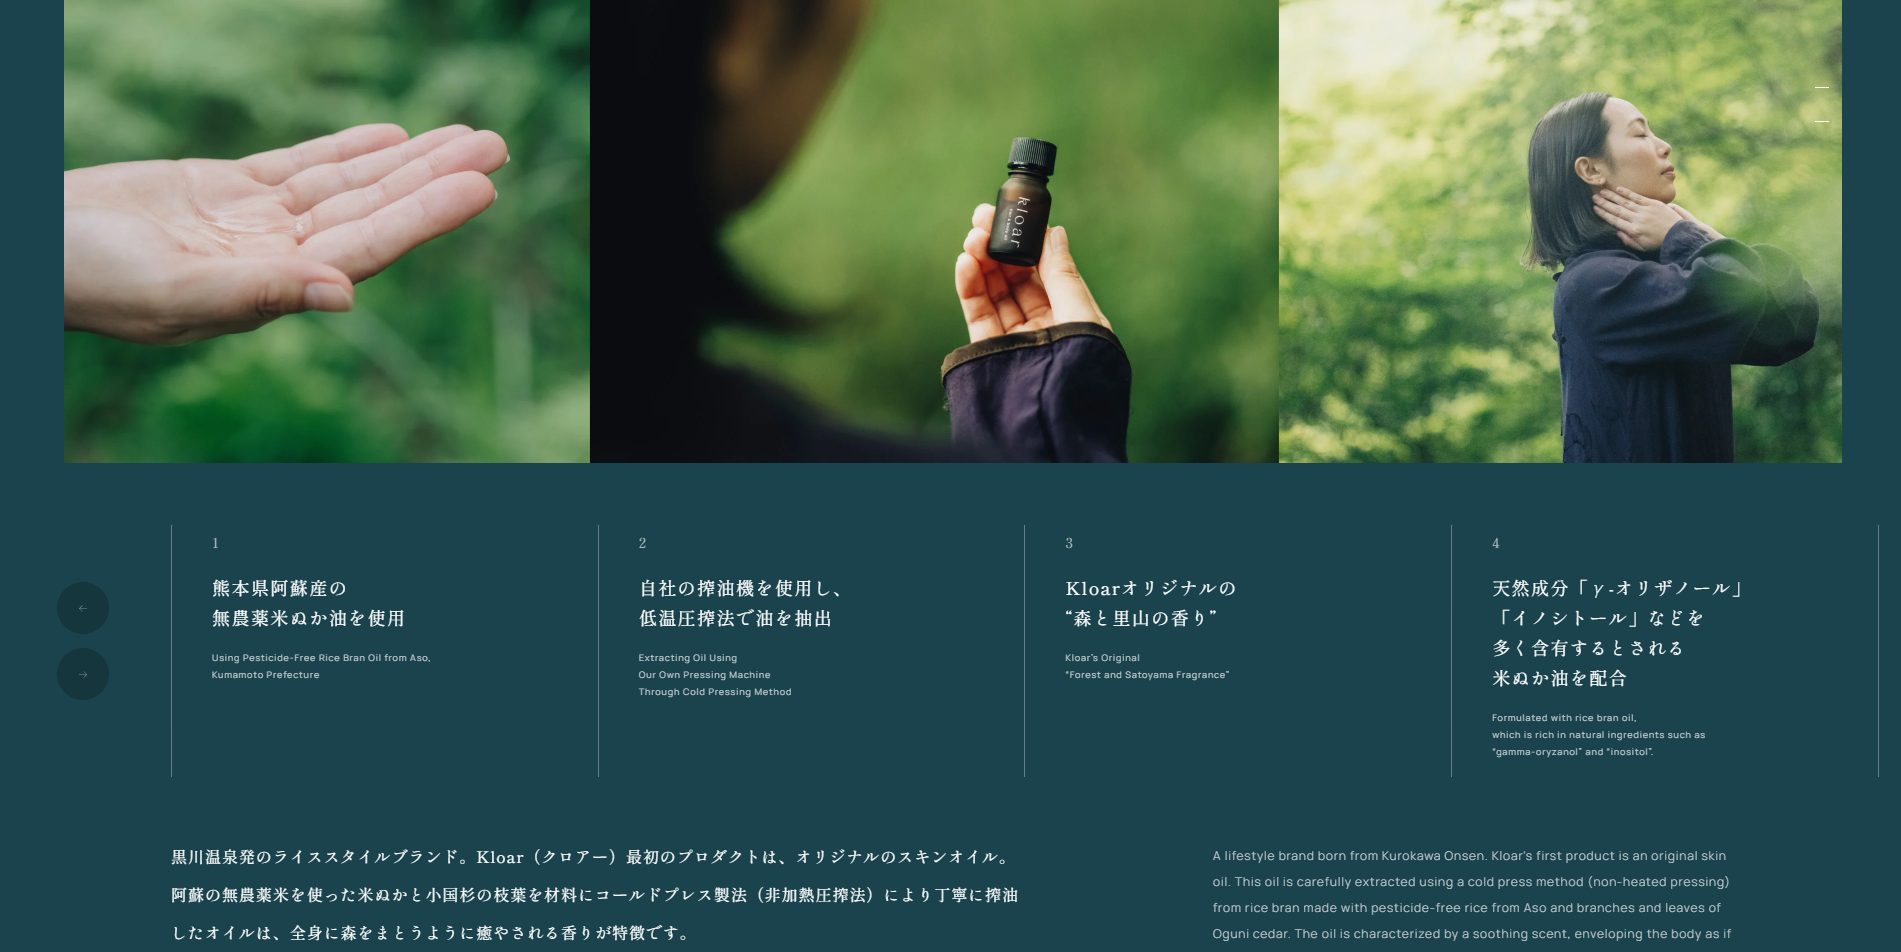 kloar
1
熊本県阿蘇産の
無農薬米ぬか油を使用
Using Pesticide-Free Rice Bran Oil from Aso,
Kumamoto Prefecture
2
自社の搾油機を使用し、
低温圧搾法で油を抽出
Extracting Oil Using
Our Own Pressing Machine
Through Cold Pressing Method
3
Kloarオリジナルの
“森と里山の香り”
Kloar’s Original
“Forest and Satoyama Fragrance”
4
天然成分「γ-オリザノール」
「イノシトール」などを
多く含有するとされる
米ぬか油を配合
Formulated with rice bran oil,
which is rich in natural ingredients such as
“gamma-oryzanol” and “inositol”.
黒川温泉発のライススタイルブランド。Kloar（クロアー）最初のプロダクトは、オリジナルのスキンオイル。
阿蘇の無農薬米を使った米ぬかと小国杉の枝葉を材料にコールドプレス製法（非加熱圧搾法）により丁寧に搾油
したオイルは、全身に森をまとうように癒やされる香りが特徴です。
A lifestyle brand born from Kurokawa Onsen. Kloar’s first product is an original skin
oil. This oil is carefully extracted using a cold press method (non-heated pressing)
from rice bran made with pesticide-free rice from Aso and branches and leaves of
Oguni cedar. The oil is characterized by a soothing scent, enveloping the body as if